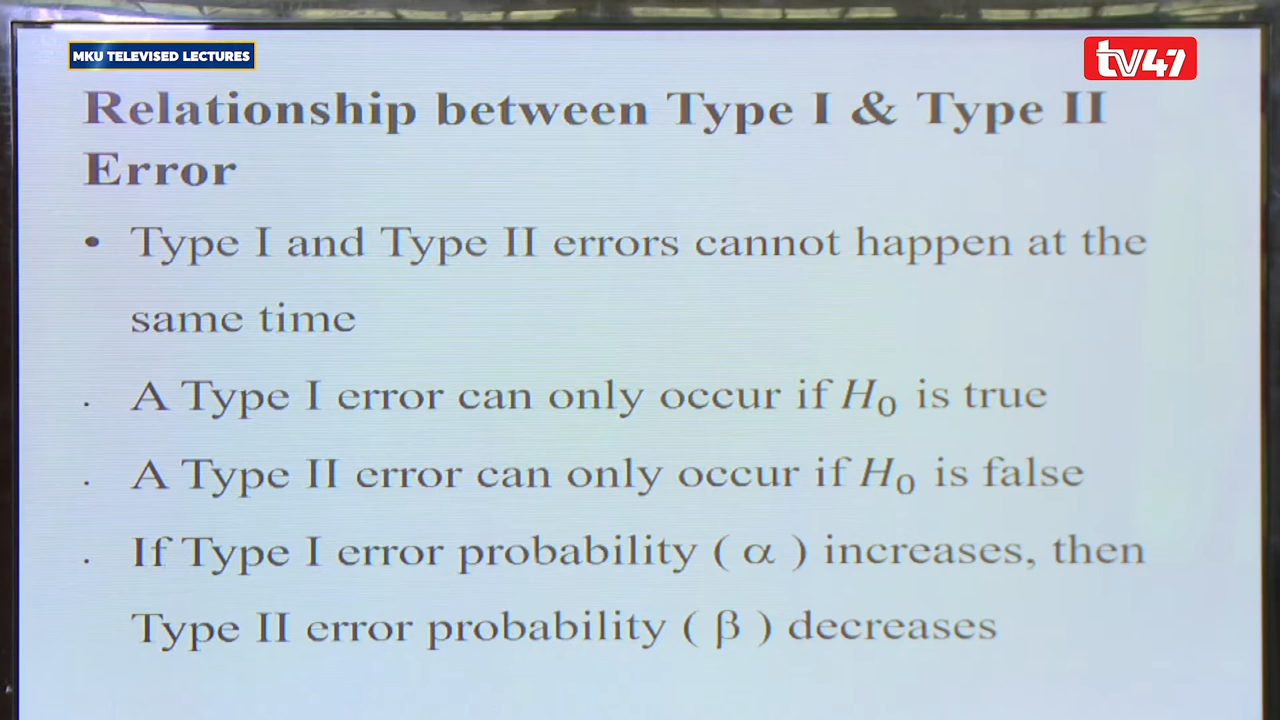 MKU TELEVISED LECTURES
tv47
Relationship between Type I & Type II
Error
• Type I and Type II errors cannot happen at the
same time
. A Type I error can only occur if H₀ is true
. A Type II error can only occur if H₀ is false
. If Type I error probability ( α ) increases, then
Type II error probability ( β ) decreases